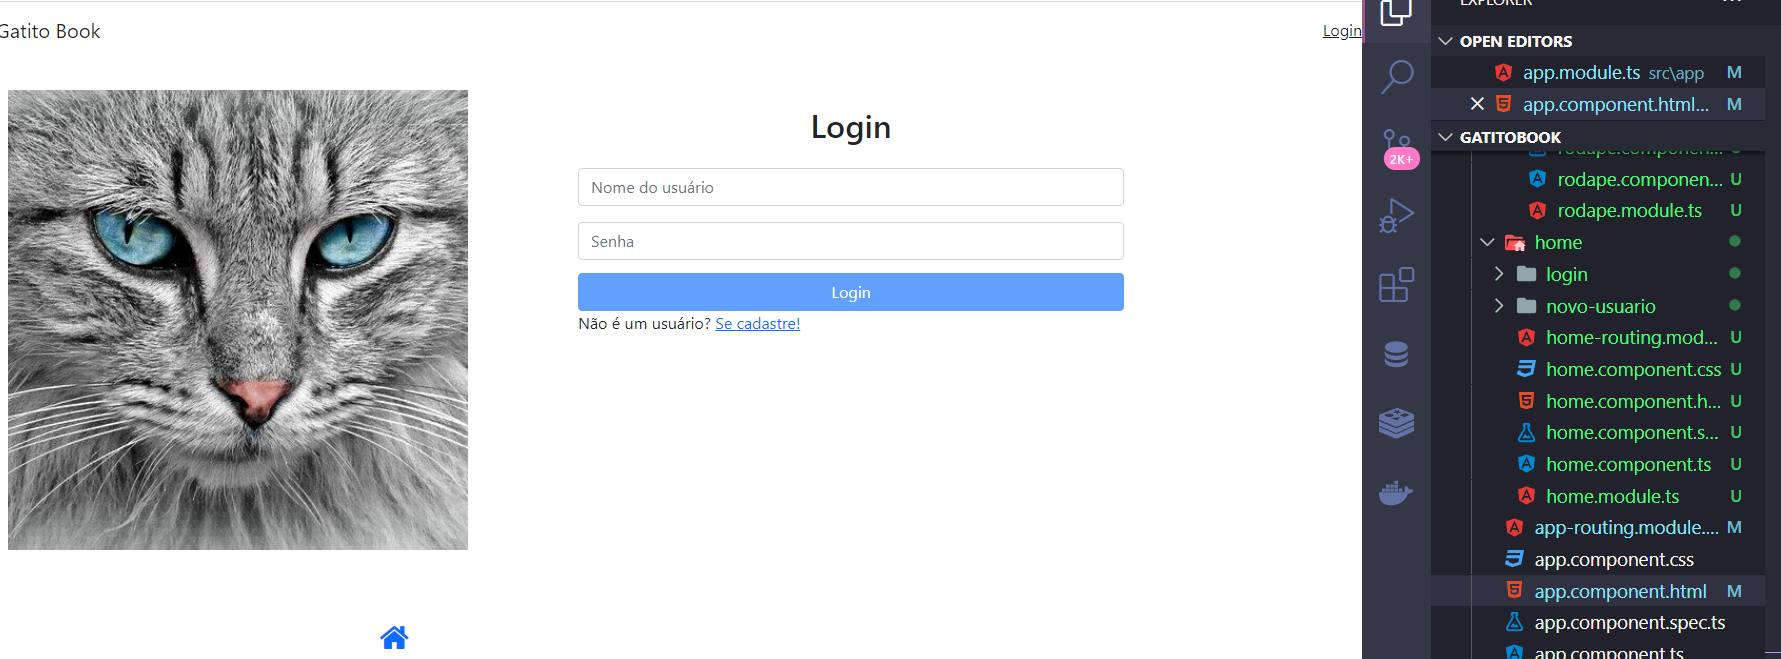 Gatito Book
Login
Login
Nome do usuário
Senha
Login
Não é um usuário? Se cadastre!
EXPLORER
OPEN EDITORS
app.module.ts src\app M
app.component.html... M
GATITOBOOK
2K+
rodape.componen...
rodape.componen... U
rodape.module.ts U
home
login
novo-usuario
home-routing.mod... U
home.component.css U
home.component.h... U
home.component.s... U
home.component.ts U
home.module.ts U
app-routing.module.... M
app.component.css
app.component.html M
app.component.spec.ts
app.component.ts